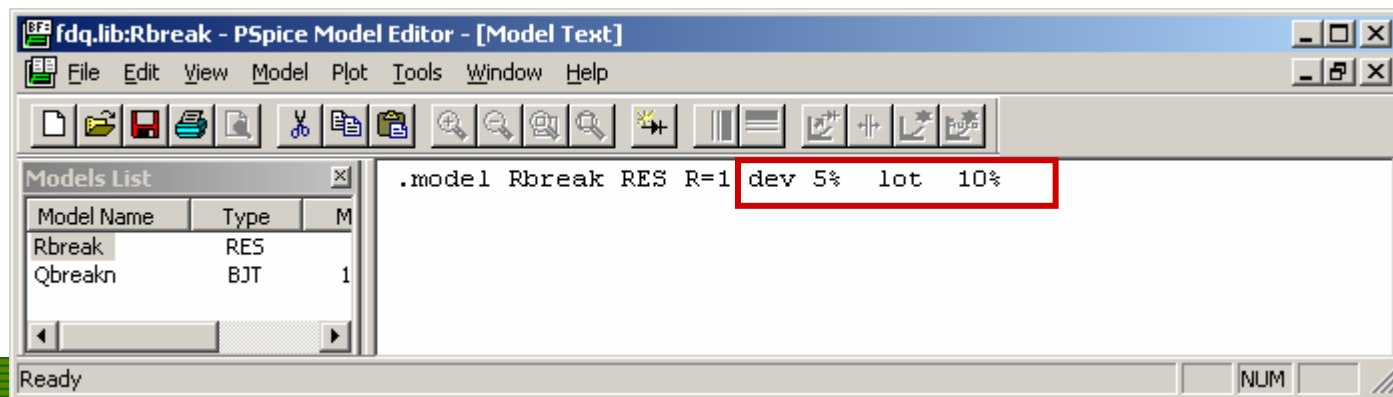 fdq.lib:Rbreak - PSpice Model Editor - [Model Text]
File Edit View Model Plot Tools Window Help
Models List
Model Name Type M
Rbreak RES
Qbreakn BJT 1
.model Rbreak RES R=1 dev 5% lot 10%
Ready NUM